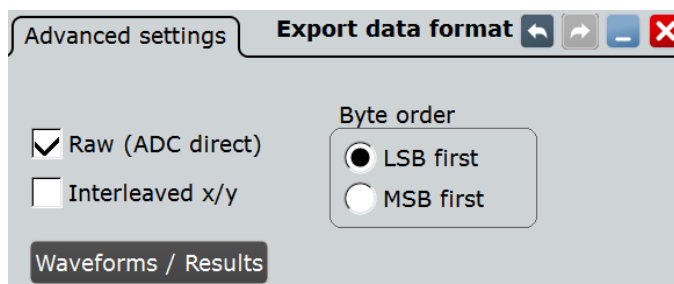 Advanced settings
Export data format
Byte order
Raw (ADC direct)
LSB first
Interleaved x/y
MSB first
Waveforms / Results